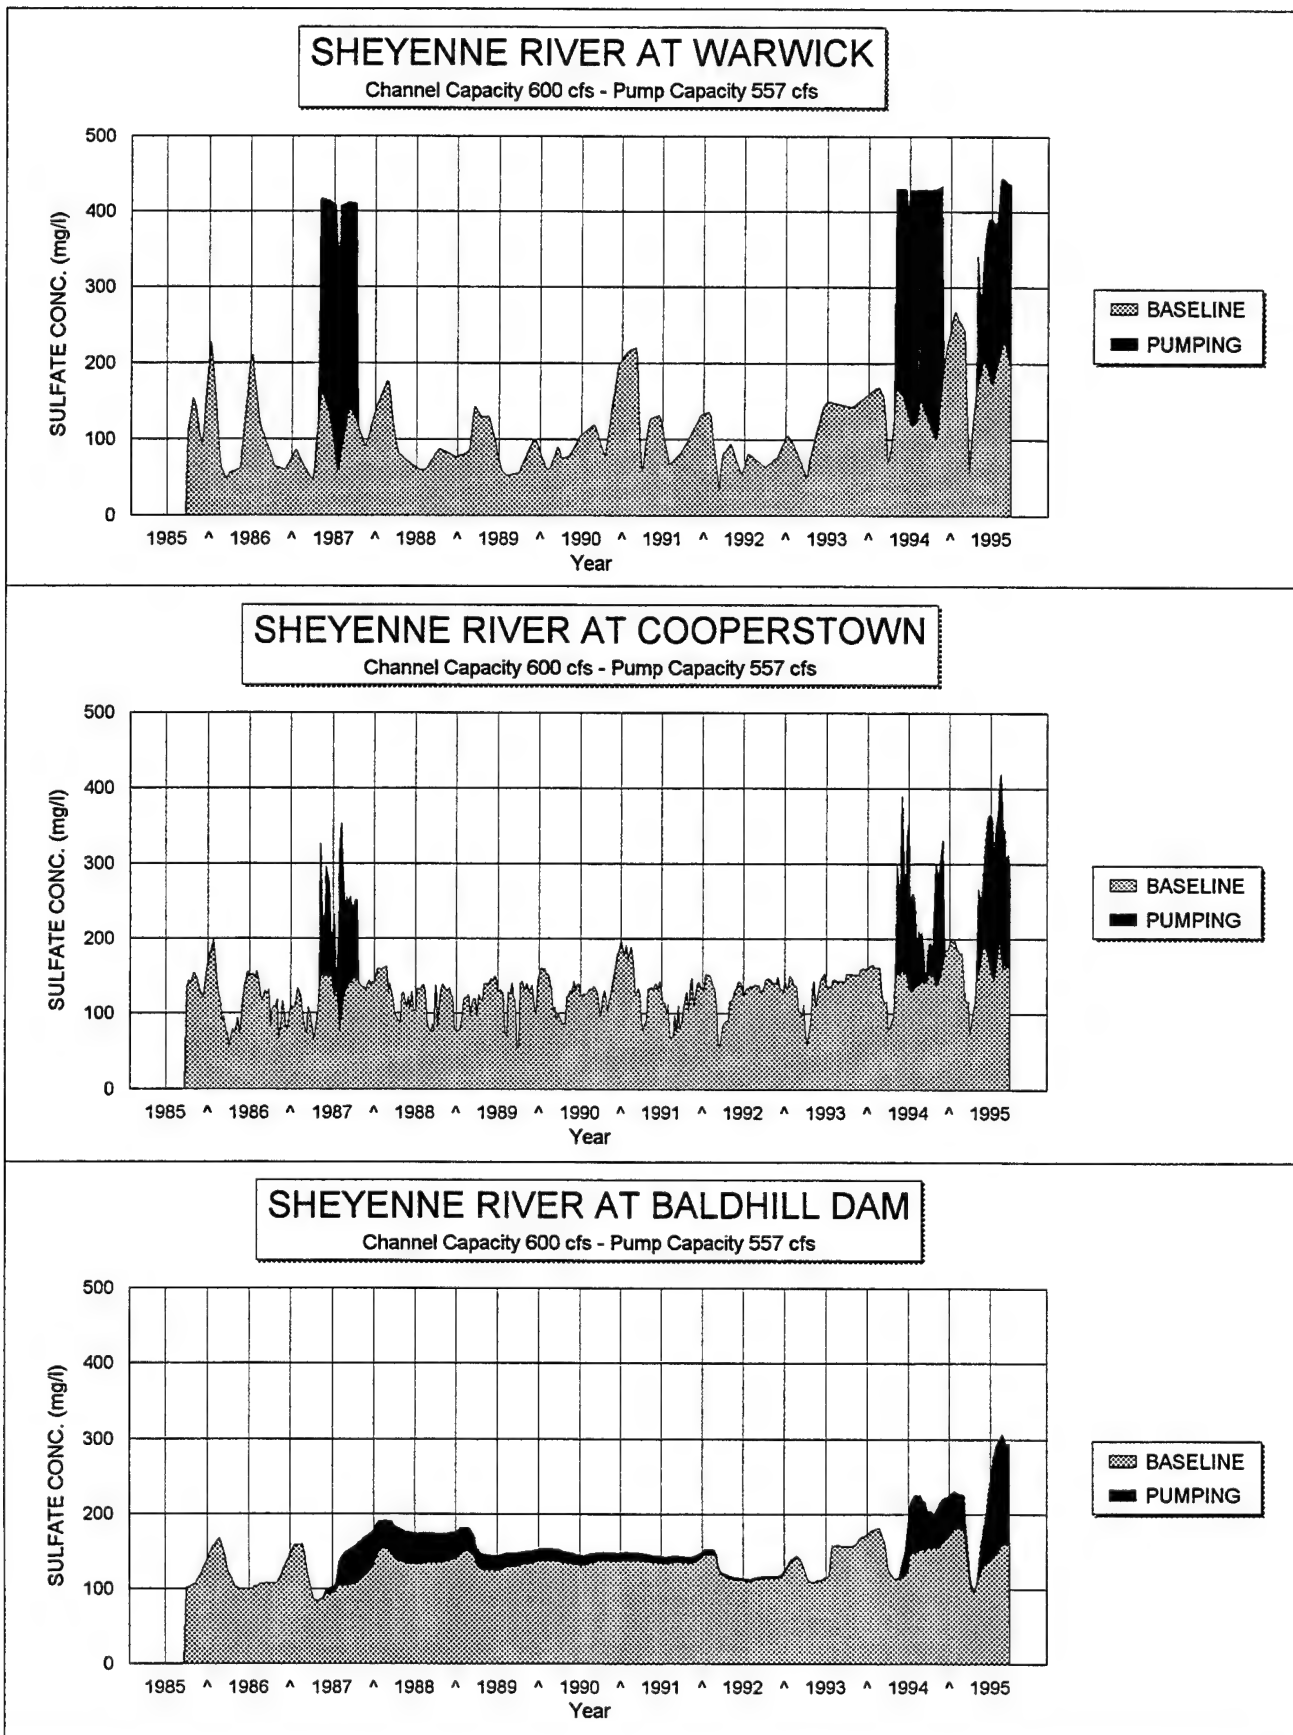 SHEYENNE RIVER AT WARWICK
Channel Capacity 600 cfs - Pump Capacity 557 cfs
500
400
300
200
100
0
SULFATE CONC. (mg/l)
1985 ^ 1986 ^ 1987 ^ 1988 ^ 1989 ^ 1990 ^ 1991 ^ 1992 ^ 1993 ^ 1994 ^ 1995
Year
BASELINE
PUMPING
SHEYENNE RIVER AT COOPERSTOWN
Channel Capacity 600 cfs - Pump Capacity 557 cfs
500
400
300
200
100
0
SULFATE CONC. (mg/l)
1985 ^ 1986 ^ 1987 ^ 1988 ^ 1989 ^ 1990 ^ 1991 ^ 1992 ^ 1993 ^ 1994 ^ 1995
Year
BASELINE
PUMPING
SHEYENNE RIVER AT BALDHILL DAM
Channel Capacity 600 cfs - Pump Capacity 557 cfs
500
400
300
200
100
0
SULFATE CONC. (mg/l)
1985 ^ 1986 ^ 1987 ^ 1988 ^ 1989 ^ 1990 ^ 1991 ^ 1992 ^ 1993 ^ 1994 ^ 1995
Year
BASELINE
PUMPING